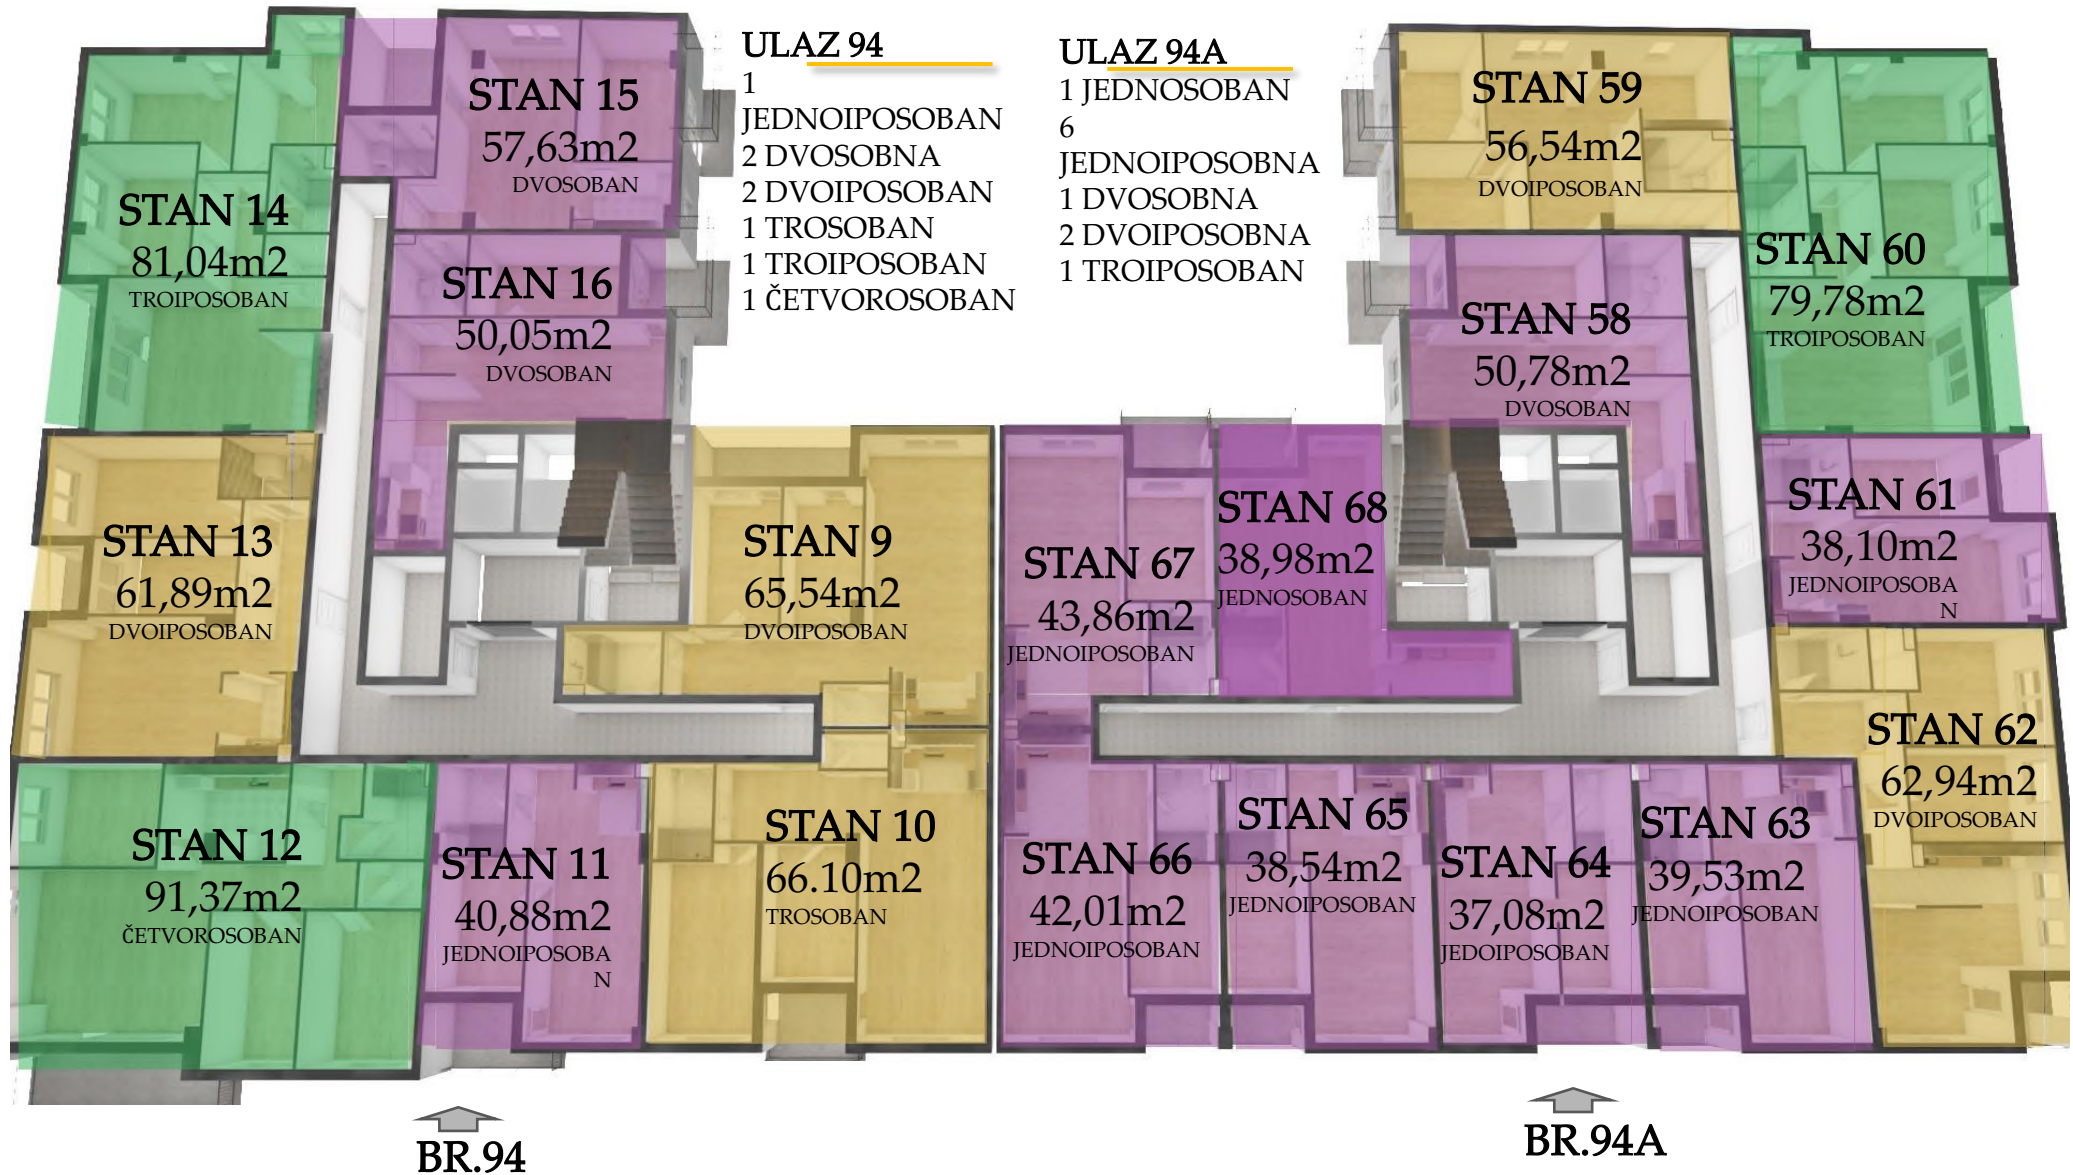 ULAZ 94
1
JEDNOIPOSOBAN
2 DVOSOBNA
2 DVOIPOSOBAN
1 TROSOBAN
1 TROIPOSOBAN
1 ČETVOROSOBAN
ULAZ 94A
1 JEDNOSOBAN
6
JEDNOIPOSOBNA
1 DVOSOBNA
2 DVOIPOSOBNA
1 TROIPOSOBAN
STAN 15
57,63m2
DVOSOBAN
STAN 14
81,04m2
TROIPOSOBAN
STAN 16
50,05m2
DVOSOBAN
STAN 13
61,89m2
DVOIPOSOBAN
STAN 9
65,54m2
DVOIPOSOBAN
STAN 12
91,37m2
ČETVOROSOBAN
STAN 11
40,88m2
JEDNOIPOSOBA
N
STAN 10
66.10m2
TROSOBAN
STAN 59
56,54m2
DVOIPOSOBAN
STAN 60
79,78m2
TROIPOSOBAN
STAN 58
50,78m2
DVOSOBAN
STAN 61
38,10m2
JEDNOIPOSOBA
N
STAN 68
38,98m2
JEDNOSOBAN
STAN 67
43,86m2
JEDNOIPOSOBAN
STAN 62
62,94m2
DVOIPOSOBAN
STAN 66
42,01m2
JEDNOIPOSOBAN
STAN 65
38,54m2
JEDNOIPOSOBAN
STAN 64
37,08m2
JEDOIPOSOBAN
STAN 63
39,53m2
JEDNOIPOSOBAN
BR.94
BR.94A